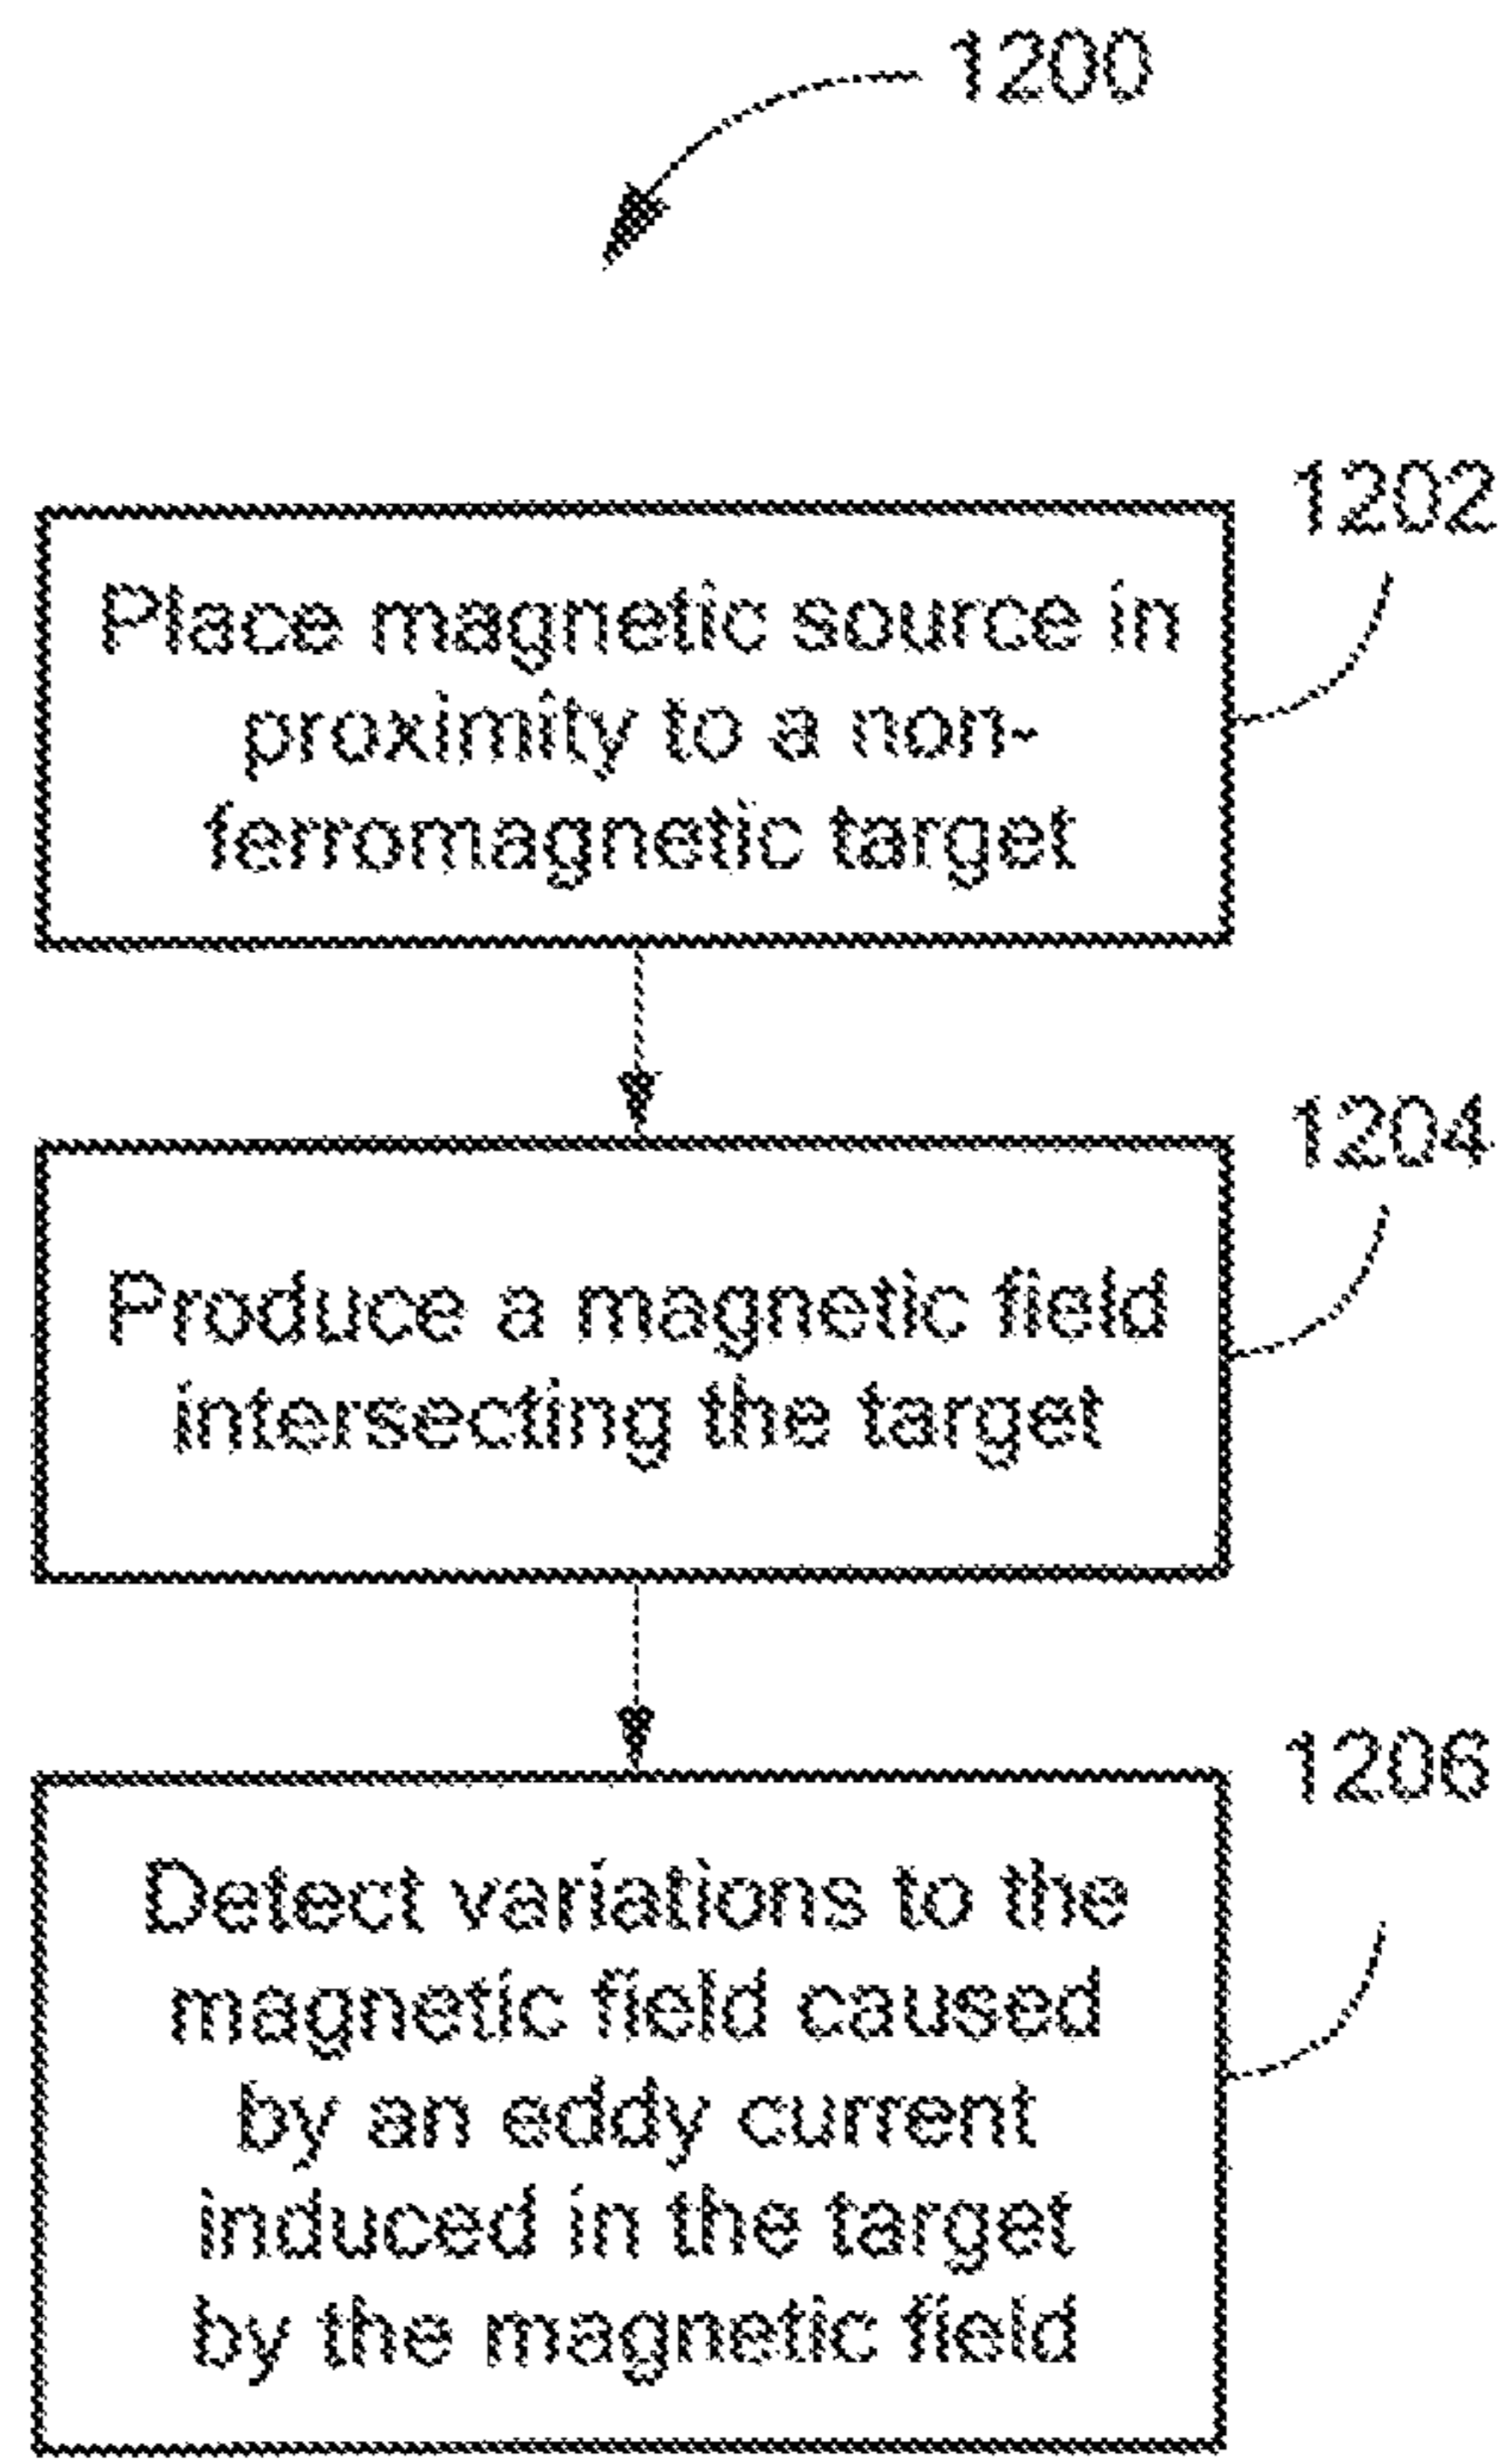 1200
1202
Place magnetic source in
proximity to a non-
ferromagnetic target
1204
Produce a magnetic field
intersecting the target
1206
Detect variations to the
magnetic field caused
by an eddy current
induced in the target
by the magnetic field